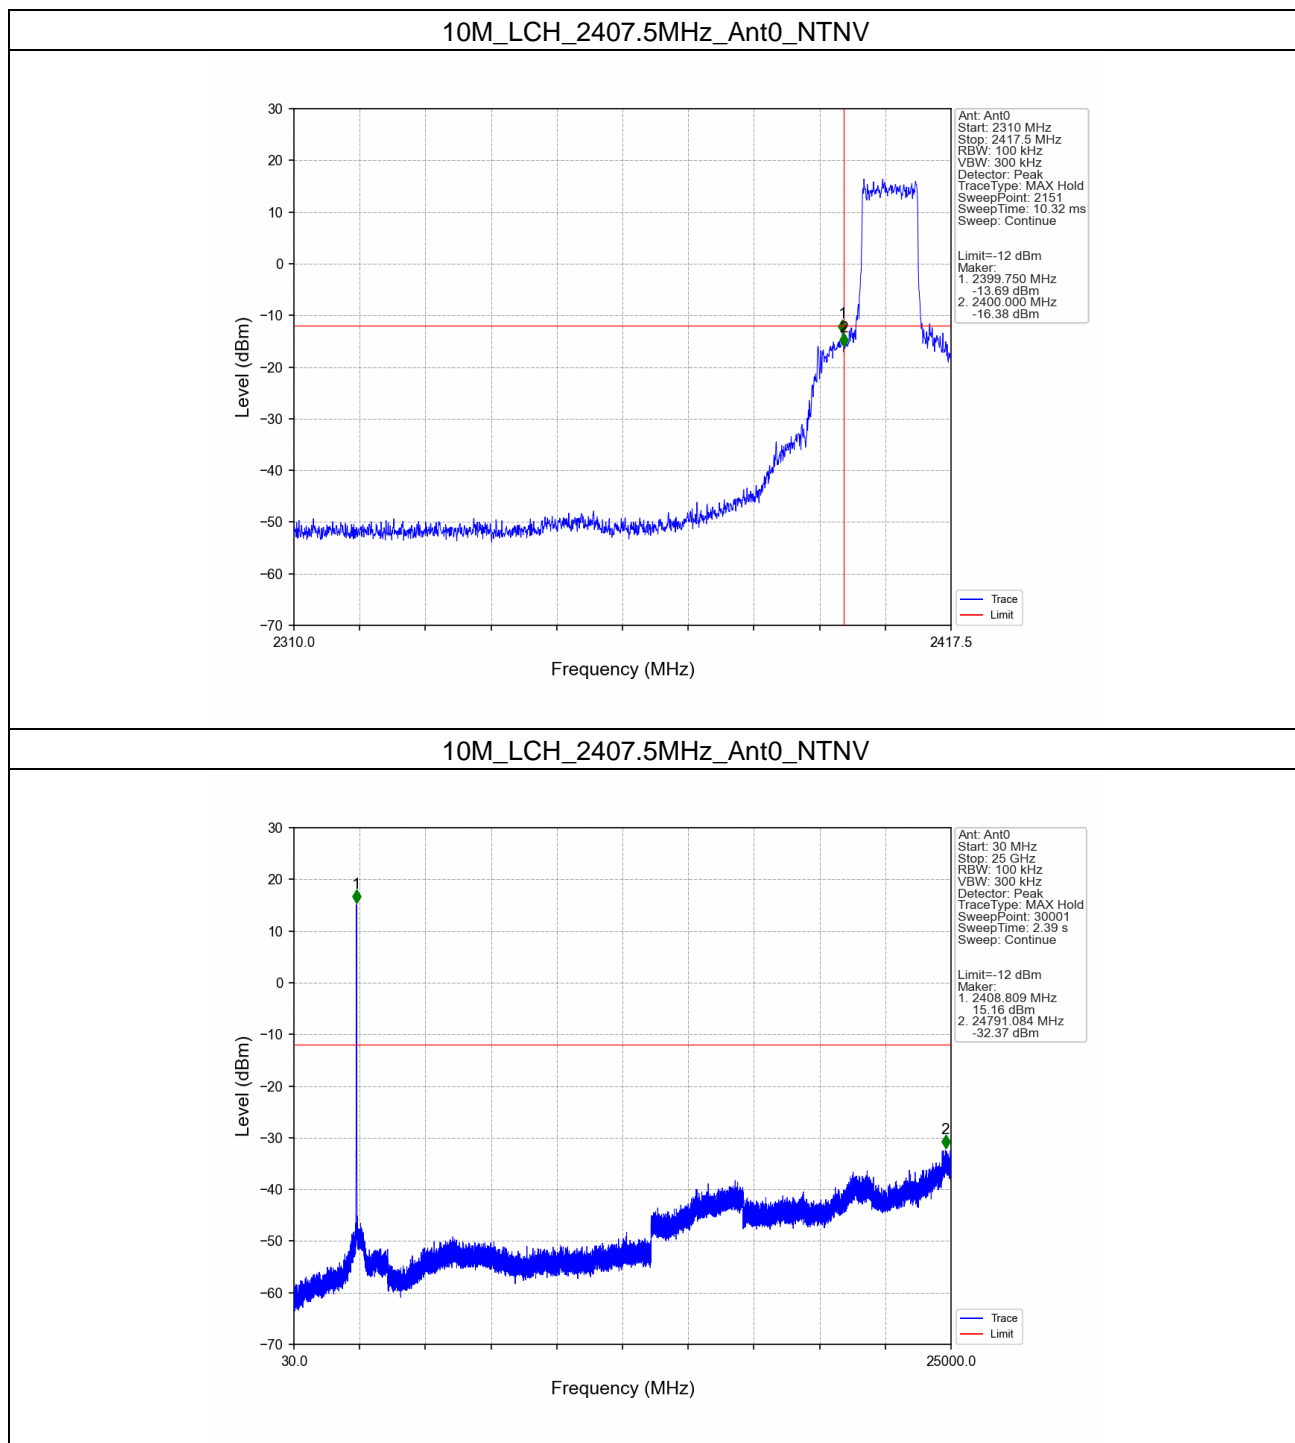 10M_LCH_2407.5MHz_Ant0_NTNV
30
20
10
0
−10
−20
−30
−40
−50
−60
−70
Level (dBm)
2310.0
2417.5
Frequency (MHz)
1
2
Ant: Ant0
Start: 2310 MHz
Stop: 2417.5 MHz
RBW: 100 kHz
VBW: 300 kHz
Detector: Peak
TraceType: MAX Hold
SweepPoint: 2151
SweepTime: 10.32 ms
Sweep: Continue
Limit=-12 dBm
Maker:
1. 2399.750 MHz
-13.69 dBm
2. 2400.000 MHz
-16.38 dBm
Trace
Limit
10M_LCH_2407.5MHz_Ant0_NTNV
30
20
10
0
−10
−20
−30
−40
−50
−60
−70
Level (dBm)
30.0
25000.0
Frequency (MHz)
1
2
Ant: Ant0
Start: 30 MHz
Stop: 25 GHz
RBW: 100 kHz
VBW: 300 kHz
Detector: Peak
TraceType: MAX Hold
SweepPoint: 30001
SweepTime: 2.39 s
Sweep: Continue
Limit=-12 dBm
Maker:
1. 2408.809 MHz
15.16 dBm
2. 24791.084 MHz
-32.37 dBm
Trace
Limit